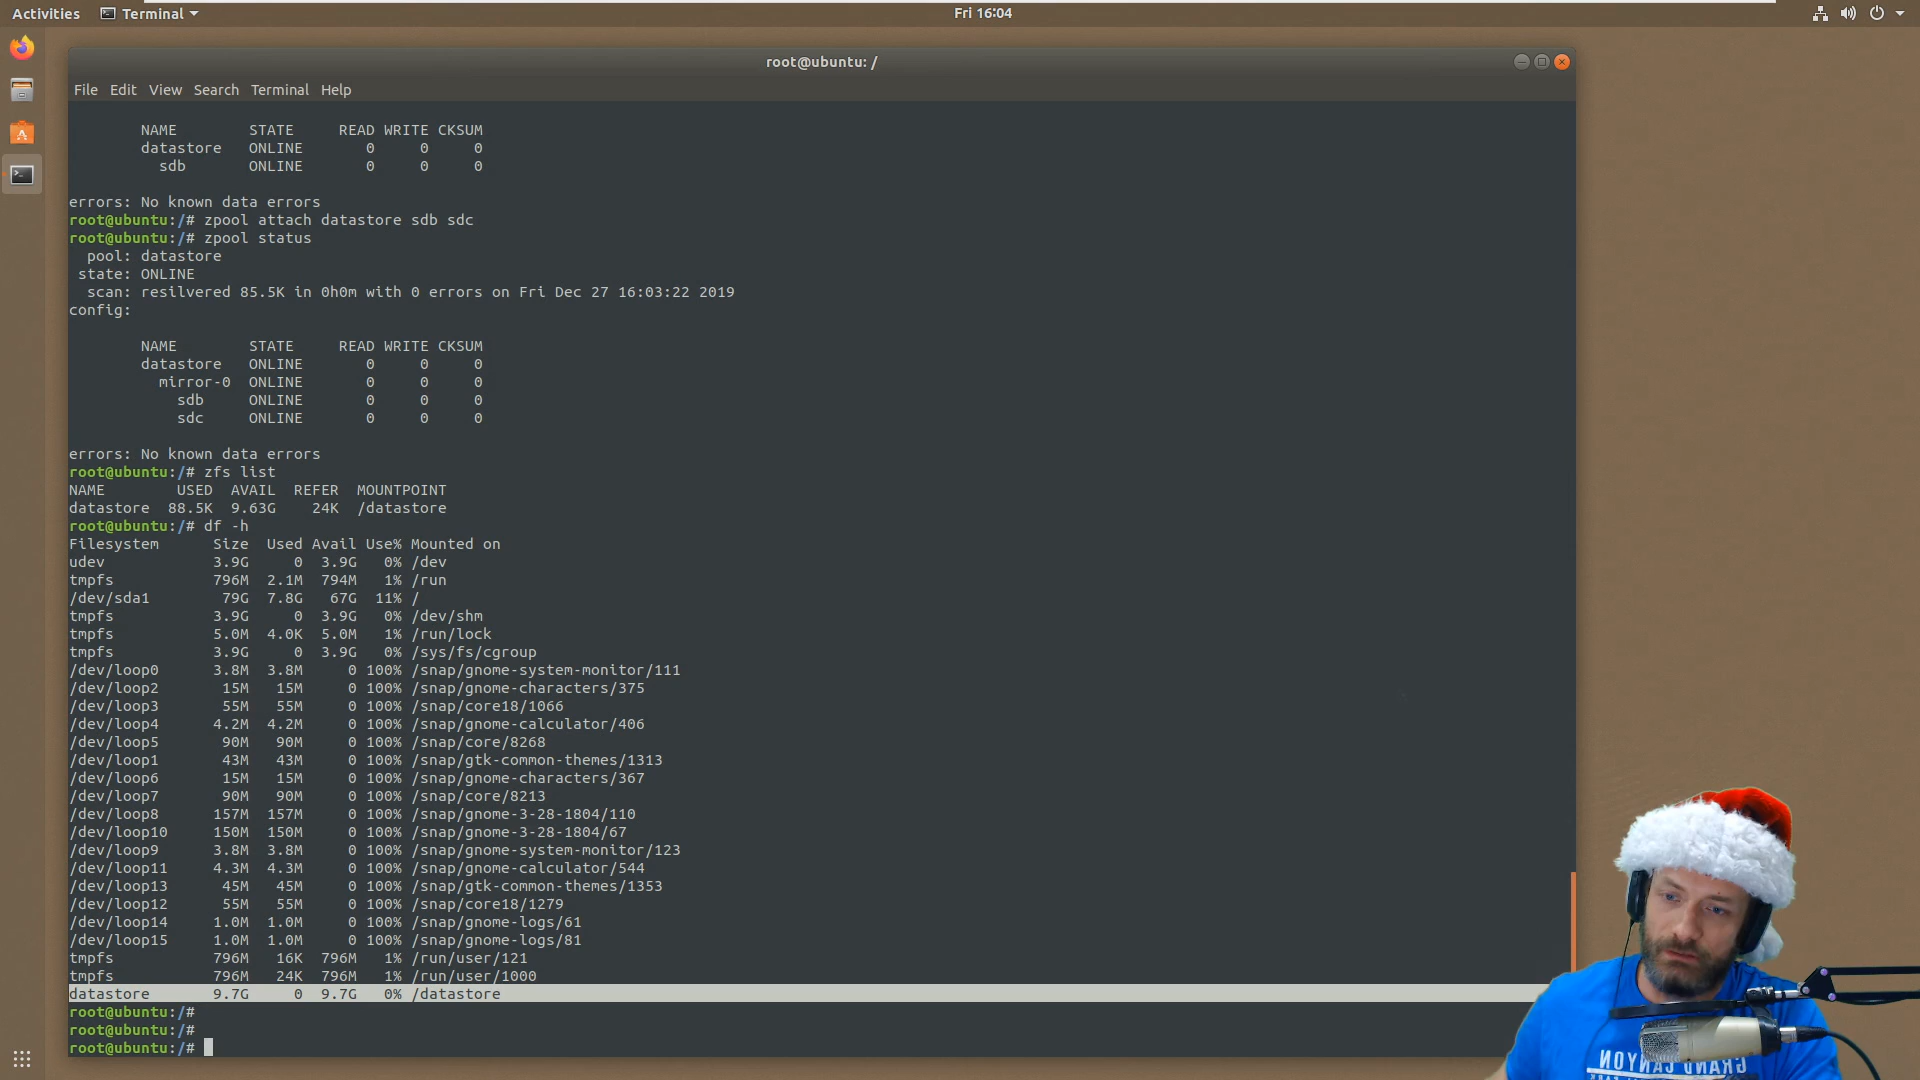 Activities Terminal Fri 16:04
root@ubuntu: /
File Edit View Search Terminal Help
NAME STATE READ WRITE CKSUM
datastore ONLINE 0 0 0
sdb ONLINE 0 0 0
errors: No known data errors
root@ubuntu:/# zpool attach datastore sdb sdc
root@ubuntu:/# zpool status
pool: datastore
state: ONLINE
scan: resilvered 85.5K in 0h0m with 0 errors on Fri Dec 27 16:03:22 2019
config:
NAME STATE READ WRITE CKSUM
datastore ONLINE 0 0 0
mirror-0 ONLINE 0 0 0
sdb ONLINE 0 0 0
sdc ONLINE 0 0 0
errors: No known data errors
root@ubuntu:/# zfs list
NAME USED AVAIL REFER MOUNTPOINT
datastore 88.5K 9.63G 24K /datastore
root@ubuntu:/# df -h
Filesystem Size Used Avail Use% Mounted on
udev 3.9G 0 3.9G 0% /dev
tmpfs 796M 2.1M 794M 1% /run
/dev/sda1 79G 7.8G 67G 11% /
tmpfs 3.9G 0 3.9G 0% /dev/shm
tmpfs 5.0M 4.0K 5.0M 1% /run/lock
tmpfs 3.9G 0 3.9G 0% /sys/fs/cgroup
/dev/loop0 3.8M 3.8M 0 100% /snap/gnome-system-monitor/111
/dev/loop2 15M 15M 0 100% /snap/gnome-characters/375
/dev/loop3 55M 55M 0 100% /snap/core18/1066
/dev/loop4 4.2M 4.2M 0 100% /snap/gnome-calculator/406
/dev/loop5 90M 90M 0 100% /snap/core/8268
/dev/loop1 43M 43M 0 100% /snap/gtk-common-themes/1313
/dev/loop6 15M 15M 0 100% /snap/gnome-characters/367
/dev/loop7 90M 90M 0 100% /snap/core/8213
/dev/loop8 157M 157M 0 100% /snap/gnome-3-28-1804/110
/dev/loop10 150M 150M 0 100% /snap/gnome-3-28-1804/67
/dev/loop9 3.8M 3.8M 0 100% /snap/gnome-system-monitor/123
/dev/loop11 4.3M 4.3M 0 100% /snap/gnome-calculator/544
/dev/loop13 45M 45M 0 100% /snap/gtk-common-themes/1353
/dev/loop12 55M 55M 0 100% /snap/core18/1279
/dev/loop14 1.0M 1.0M 0 100% /snap/gnome-logs/61
/dev/loop15 1.0M 1.0M 0 100% /snap/gnome-logs/81
tmpfs 796M 16K 796M 1% /run/user/121
tmpfs 796M 24K 796M 1% /run/user/1000
datastore 9.7G 0 9.7G 0% /datastore
root@ubuntu:/#
root@ubuntu:/#
root@ubuntu:/#
GRAND CANYON